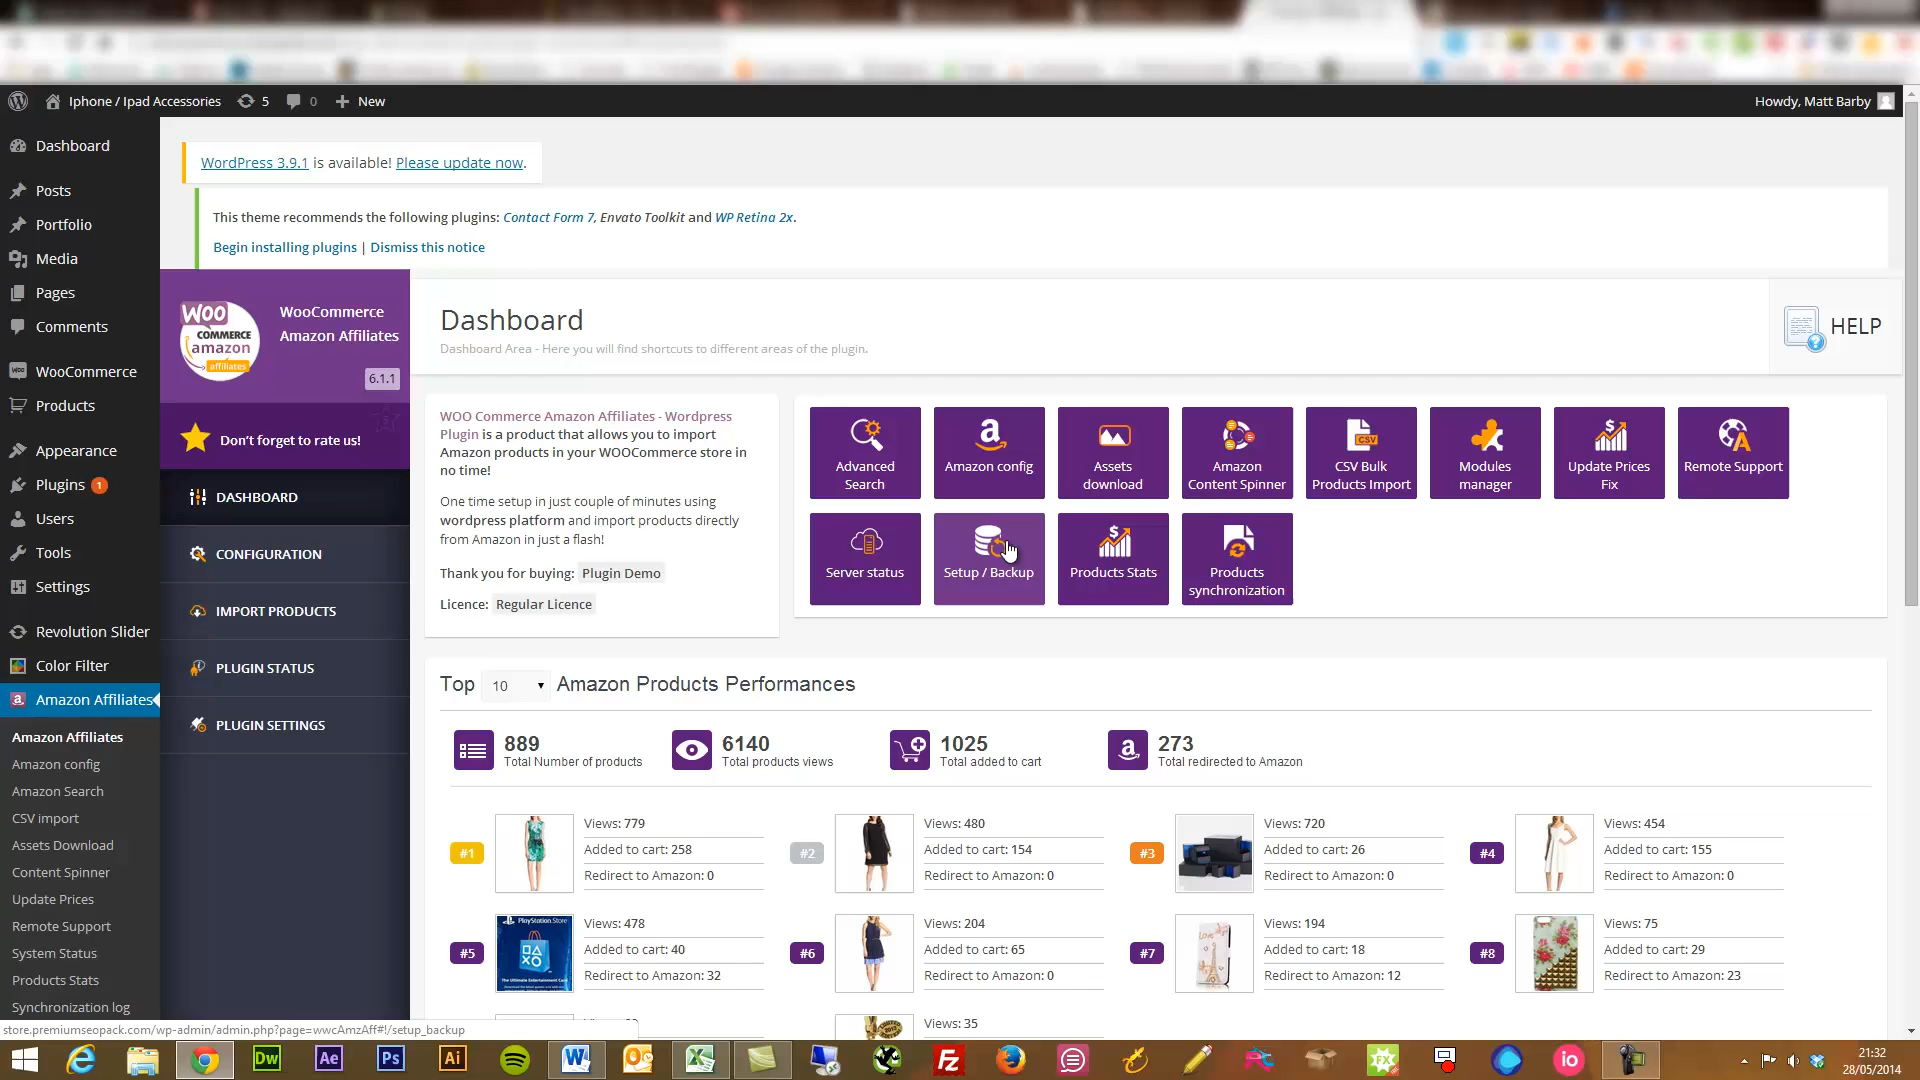 Iphone / Ipad Accessories 5 0 New Howdy, Matt Barby
Dashboard
Posts
Portfolio
Media
Pages
Comments
WooCommerce
Products
Appearance
Plugins 1
Users
Tools
Settings
Revolution Slider
Color Filter
Amazon Affiliates
Amazon Affiliates
Amazon config
Amazon Search
CSV import
Assets Download
Content Spinner
Update Prices
Remote Support
System Status
Products Stats
Synchronization log
WordPress 3.9.1 is available! Please update now.
This theme recommends the following plugins: Contact Form 7, Envato Toolkit and WP Retina 2x.
Begin installing plugins | Dismiss this notice
WOO
COMMERCE
amazon
affiliates
WooCommerce
Amazon Affiliates
6.1.1
Don't forget to rate us!
DASHBOARD
CONFIGURATION
IMPORT PRODUCTS
PLUGIN STATUS
PLUGIN SETTINGS
Dashboard
Dashboard Area - Here you will find shortcuts to different areas of the plugin.
HELP
WOO Commerce Amazon Affiliates - Wordpress
Plugin is a product that allows you to import
Amazon products in your WOOCommerce store in
no time!
One time setup in just couple of minutes using
wordpress platform and import products directly
from Amazon in just a flash!
Thank you for buying: Plugin Demo
Licence: Regular Licence
Advanced
Search
Amazon config
Assets
download
Amazon
Content Spinner
CSV
CSV Bulk
Products Import
Modules
manager
Update Prices
Fix
Remote Support
Server status
Setup / Backup
Products Stats
Products
synchronization
Top 10 Amazon Products Performances
889
Total Number of products
6140
Total products views
1025
Total added to cart
273
Total redirected to Amazon
#1
Views: 779
Added to cart: 258
Redirect to Amazon: 0
#2
Views: 480
Added to cart: 154
Redirect to Amazon: 0
#3
Views: 720
Added to cart: 26
Redirect to Amazon: 0
#4
Views: 454
Added to cart: 155
Redirect to Amazon: 0
#5
PlayStation Store
Views: 478
Added to cart: 40
Redirect to Amazon: 32
#6
Views: 204
Added to cart: 65
Redirect to Amazon: 0
#7
Views: 194
Added to cart: 18
Redirect to Amazon: 12
#8
Views: 75
Added to cart: 29
Redirect to Amazon: 23
Views: 35
store.premiumseopack.com/wp-admin/admin.php?page=wwcAmzAff#!/setup_backup
Dw
Ae
Ps
Ai
Fz
io
21:32
28/05/2014